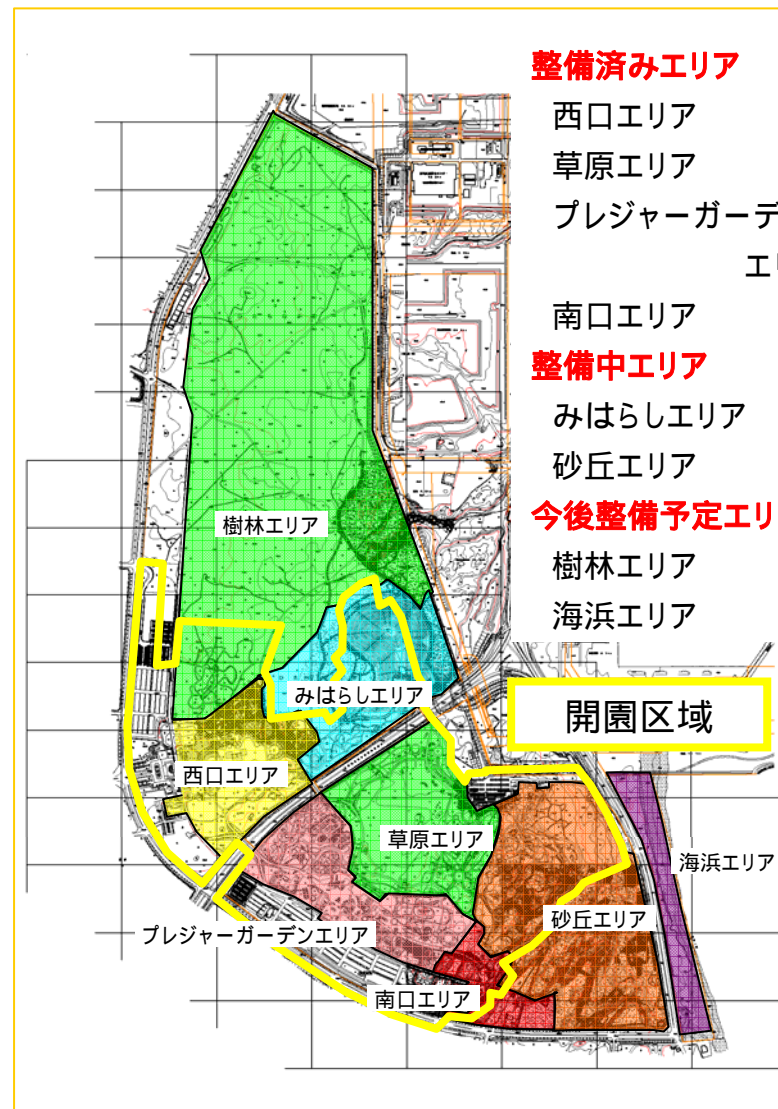 整備済みエリア
西口エリア
草原エリア
プレジャーガーデ
エリ
南口エリア
整備中エリア
みはらしエリア
砂丘エリア
今後整備予定エリ
樹林エリア
海浜エリア
樹林エリア
みはらしエリア
開園区域
西口エリア
草原エリア
海浜エリア
砂丘エリア
プレジャーガーデンエリア
南口エリア